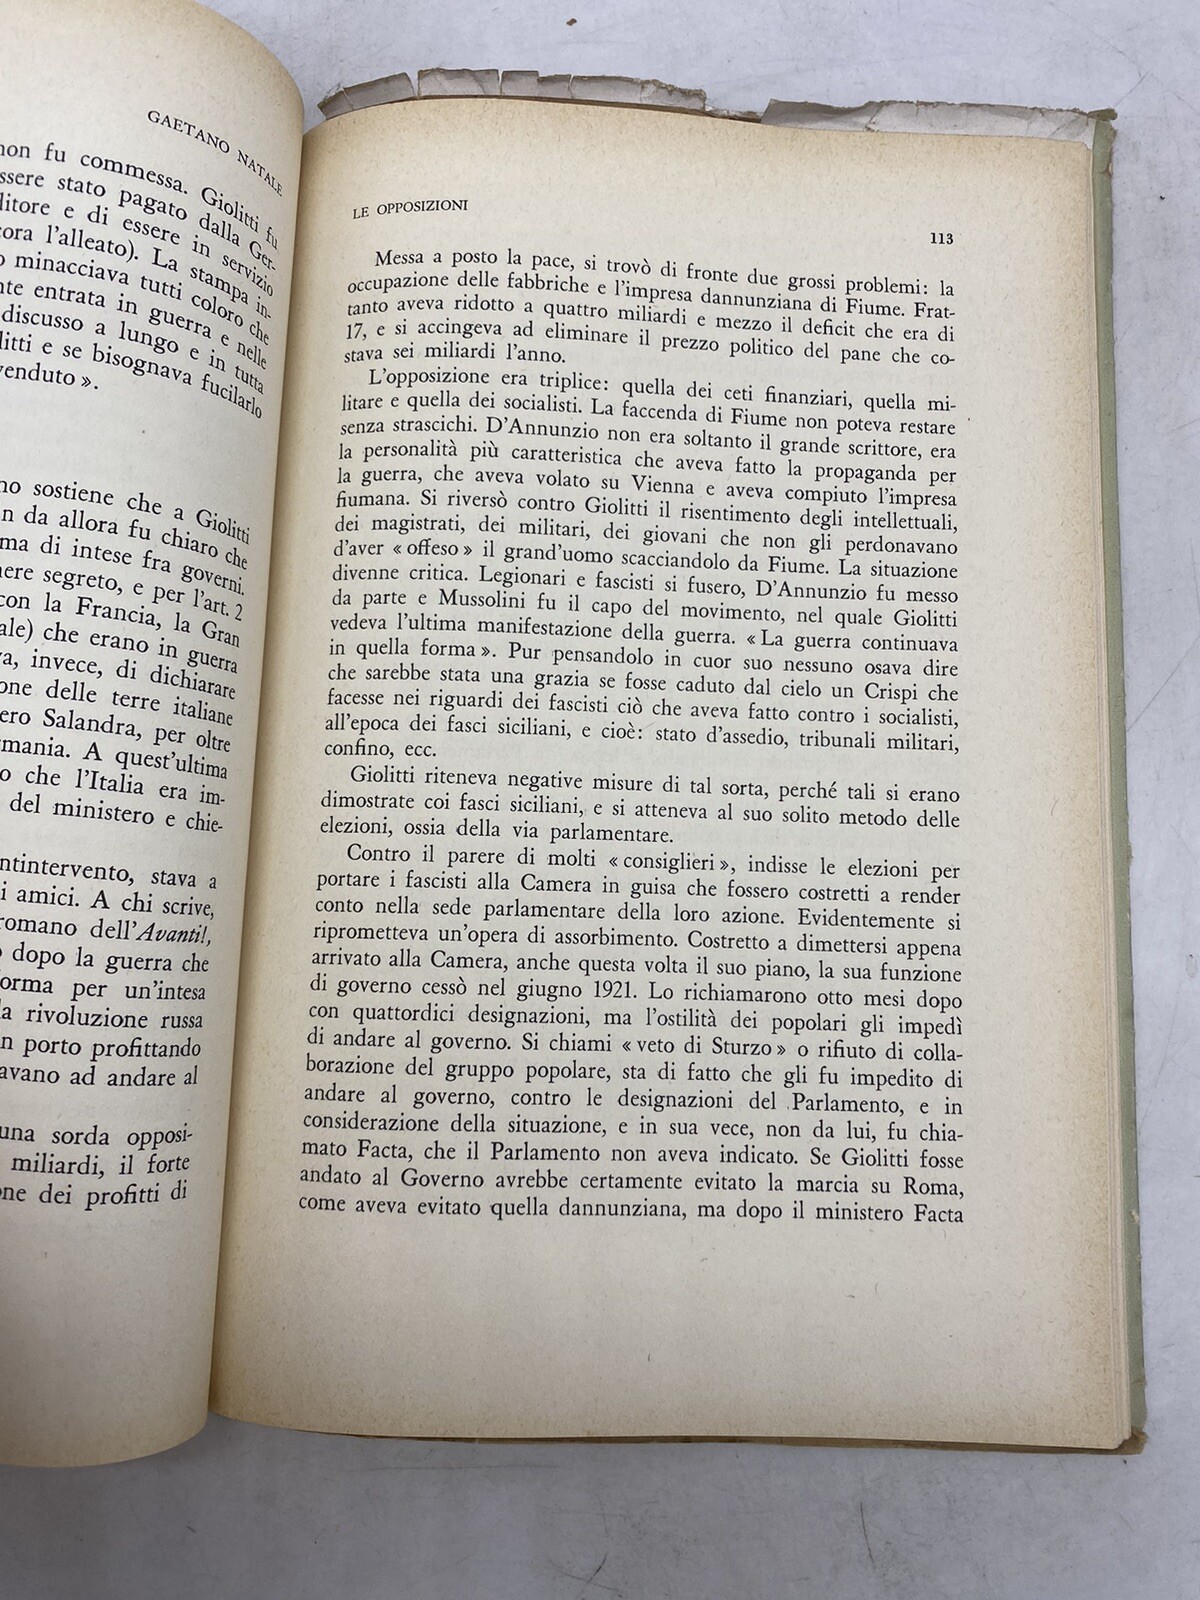 GAETANO NATALE
non fu commessa. Giolitti fu
ssere stato pagato dalla Ger-
litore e di essere in servizio
cora l'alleato). La stampa in-
o minacciava tutti coloro che
nte entrata in guerra e nelle
discusso a lungo e in tutta
litti e se bisognava fucilarlo
venduto ».
no sostiene che a Giolitti
n da allora fu chiaro che
ma di intese fra governi.
nere segreto, e per l'art. 2
con la Francia, la Gran
ale) che erano in guerra
va, invece, di dichiarare
one delle terre italiane
ero Salandra, per oltre
rmania. A quest'ultima
o che l'Italia era im-
del ministero e chie-
ntintervento, stava a
i amici. A chi scrive,
romano dell'Avanti!,
dopo la guerra che
orma per un'intesa
la rivoluzione russa
n porto profittando
avano ad andare al
una sorda opposi-
miliardi, il forte
one dei profitti di
LE OPPOSIZIONI
113
Messa a posto la pace, si trovò di fronte due grossi problemi: la
occupazione delle fabbriche e l'impresa dannunziana di Fiume. Frat-
tanto aveva ridotto a quattro miliardi e mezzo il deficit che era di
17, e si accingeva ad eliminare il prezzo politico del pane che co-
stava sei miliardi l'anno.
L'opposizione era triplice: quella dei ceti finanziari, quella mi-
litare e quella dei socialisti. La faccenda di Fiume non poteva restare
senza strascichi. D'Annunzio non era soltanto il grande scrittore, era
la personalità più caratteristica che aveva fatto la propaganda per
la guerra, che aveva volato su Vienna e aveva compiuto l'impresa
fiumana. Si riversò contro Giolitti il risentimento degli intellettuali,
dei magistrati, dei militari, dei giovani che non gli perdonavano
d'aver « offeso » il grand'uomo scacciandolo da Fiume. La situazione
divenne critica. Legionari e fascisti si fusero, D'Annunzio fu messo
da parte e Mussolini fu il capo del movimento, nel quale Giolitti
vedeva l'ultima manifestazione della guerra. « La guerra continuava
in quella forma ». Pur pensandolo in cuor suo nessuno osava dire
che sarebbe stata una grazia se fosse caduto dal cielo un Crispi che
facesse nei riguardi dei fascisti ciò che aveva fatto contro i socialisti,
all'epoca dei fasci siciliani, e cioè: stato d'assedio, tribunali militari,
confino, ecc.
Giolitti riteneva negative misure di tal sorta, perché tali si erano
dimostrate coi fasci siciliani, e si atteneva al suo solito metodo delle
elezioni, ossia della via parlamentare.
Contro il parere di molti « consiglieri », indisse le elezioni per
portare i fascisti alla Camera in guisa che fossero costretti a render
conto nella sede parlamentare della loro azione. Evidentemente si
riprometteva un'opera di assorbimento. Costretto a dimettersi appena
arrivato alla Camera, anche questa volta il suo piano, la sua funzione
di governo cessò nel giugno 1921. Lo richiamarono otto mesi dopo
con quattordici designazioni, ma l'ostilità dei popolari gli impedì
di andare al governo. Si chiami « veto di Sturzo » o rifiuto di colla-
borazione del gruppo popolare, sta di fatto che gli fu impedito di
andare al governo, contro le designazioni del Parlamento, e in
considerazione della situazione, e in sua vece, non da lui, fu chia-
mato Facta, che il Parlamento non aveva indicato. Se Giolitti fosse
andato al Governo avrebbe certamente evitato la marcia su Roma,
come aveva evitato quella dannunziana, ma dopo il ministero Facta